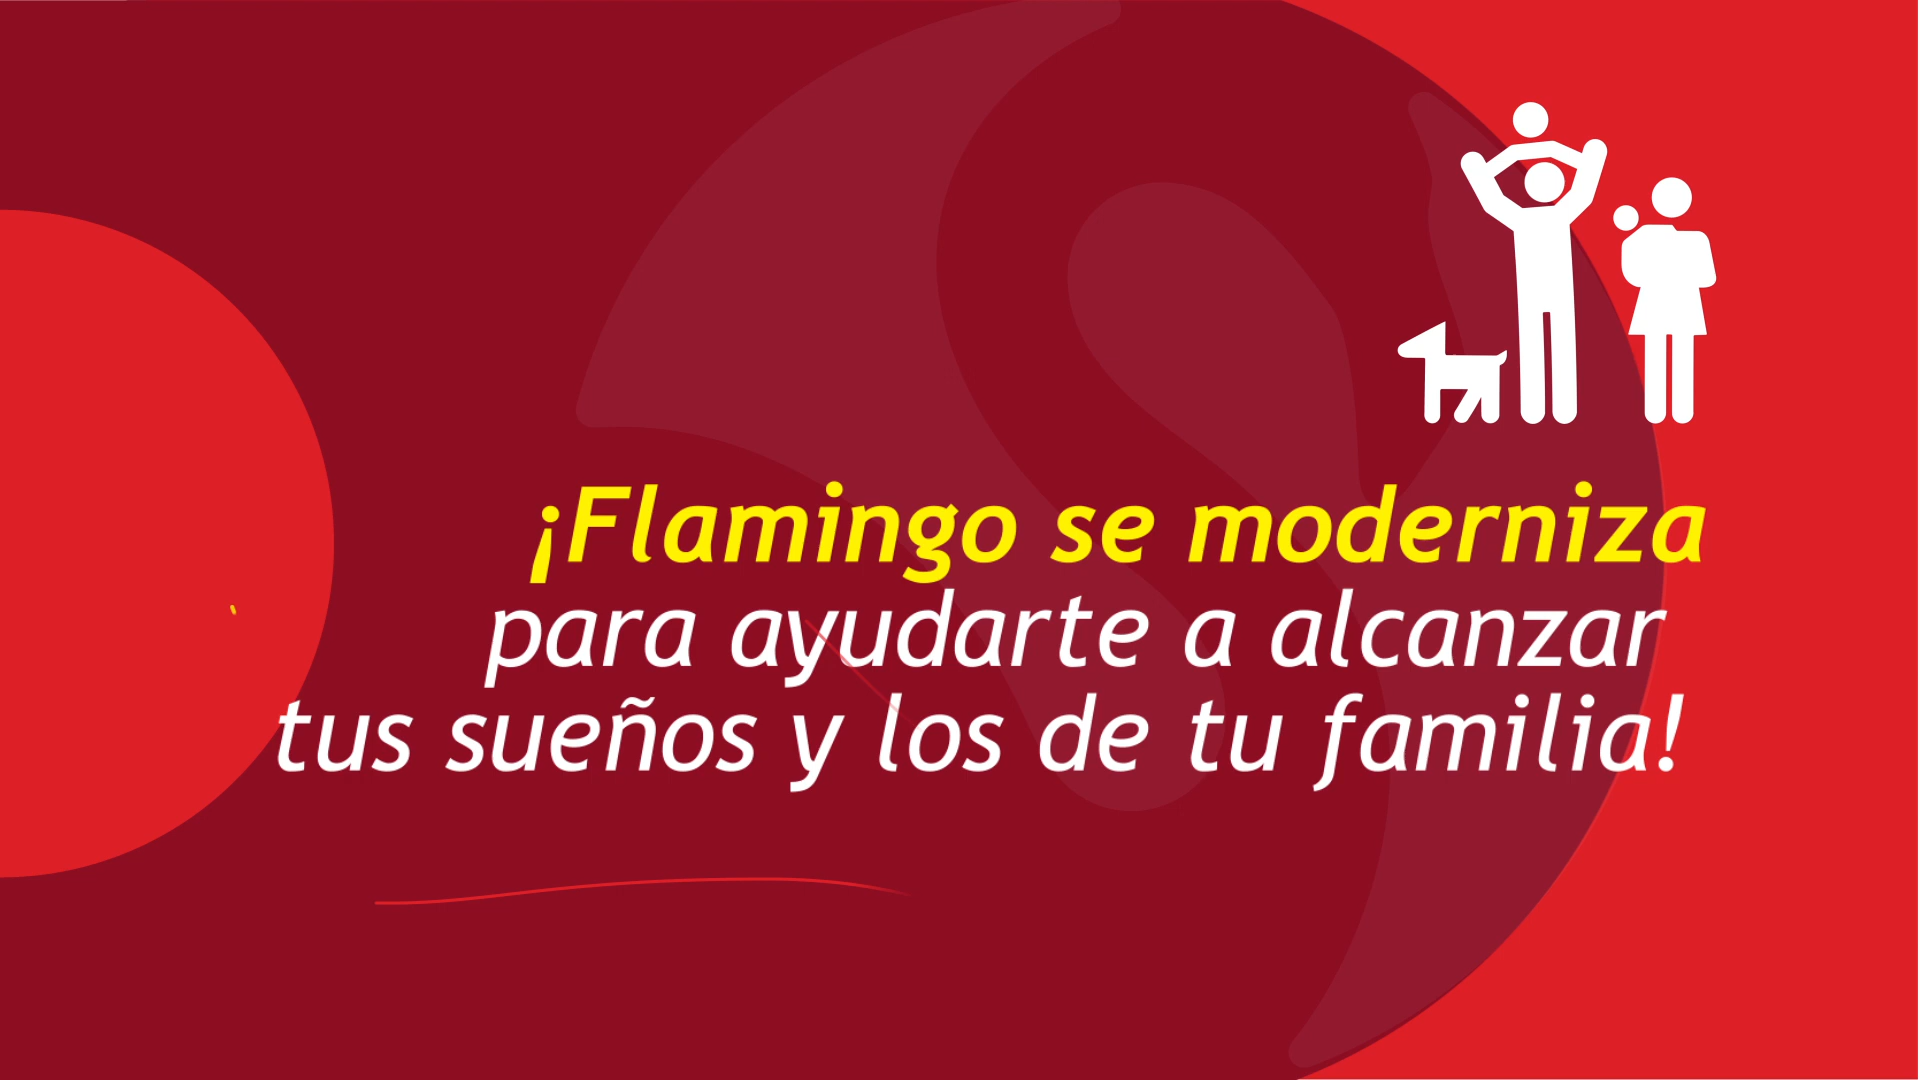 ¡Flamingo se moderniza
para ayudarte a alcanzar
tus sueños y los de tu familia!